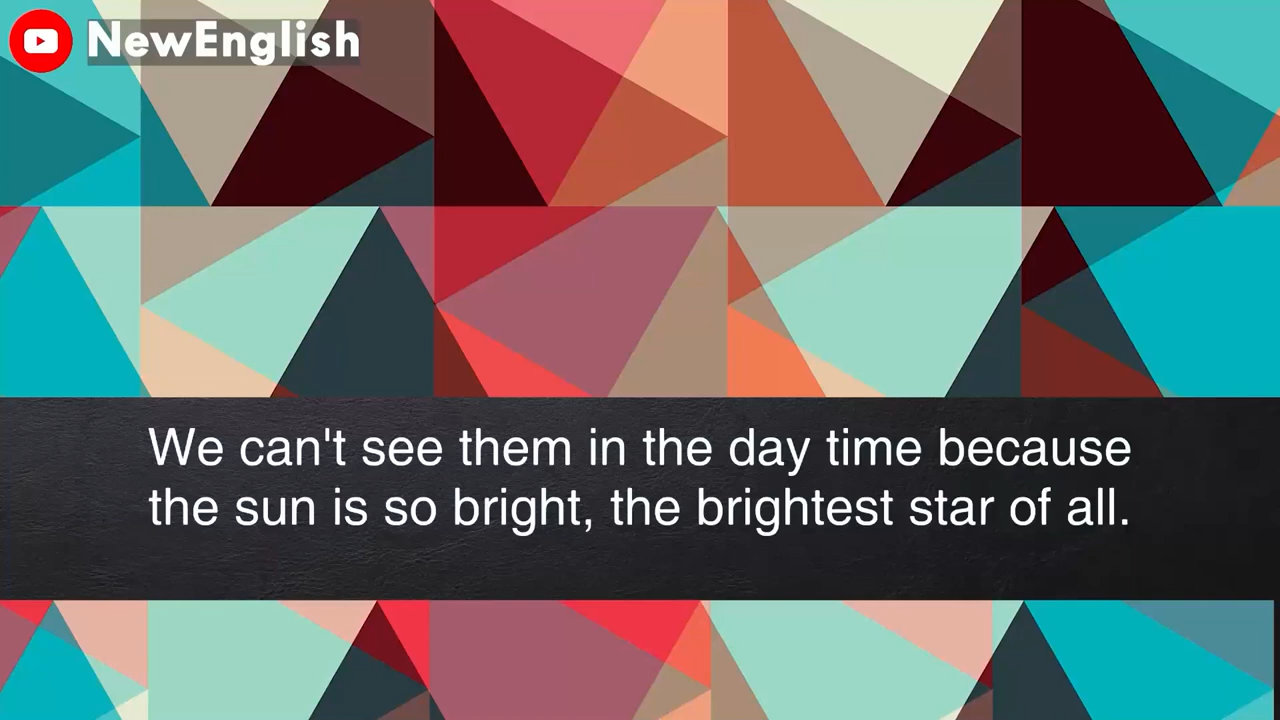 NewEnglish
We can't see them in the day time because
the sun is so bright, the brightest star of all.